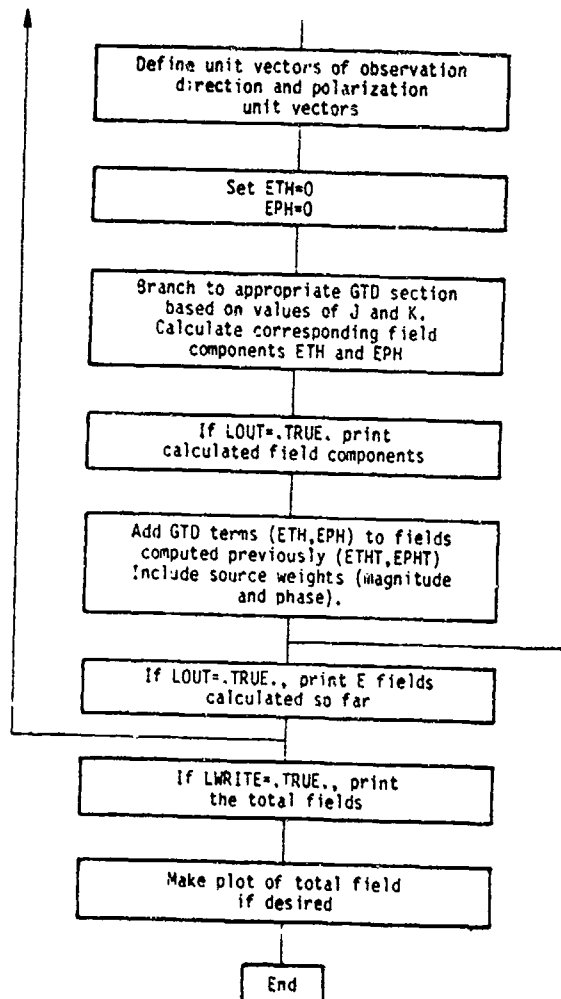 Define unit vectors of observation
direction and polarization
unit vectors
Set ETH=0
EPH=0
Branch to appropriate GTD section
based on values of J and K.
Calculate corresponding field
components ETH and EPH
If LOUT=.TRUE. print
calculated field components
Add GTD terms (ETH,EPH) to fields
computed previously (ETHT,EPHT)
Include source weights (magnitude
and phase).
If LOUT=.TRUE., print E fields
calculated so far
If LWRITE=.TRUE., print
the total fields
Make plot of total field
if desired
End